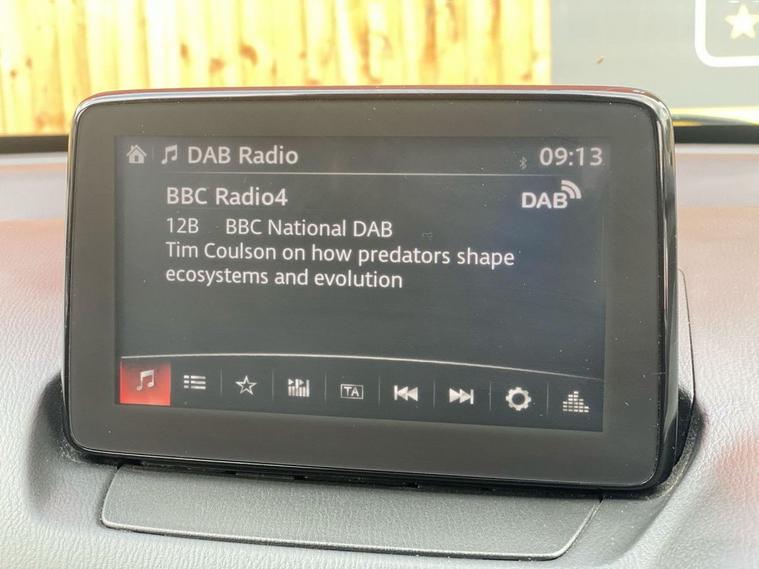 DAB Radio 09:13
BBC Radio4 DAB
12B BBC National DAB
Tim Coulson on how predators shape
ecosystems and evolution
TA